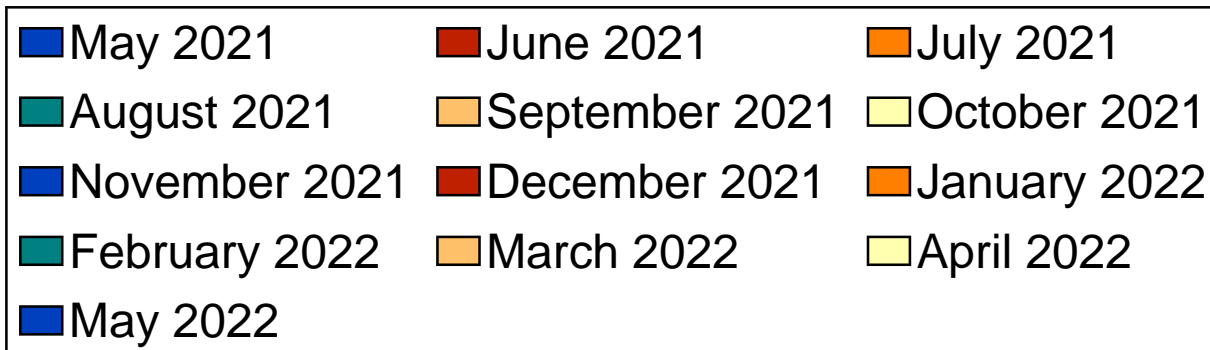 May 2021 June 2021 July 2021
August 2021 September 2021 October 2021
November 2021 December 2021 January 2022
February 2022 March 2022 April 2022
May 2022